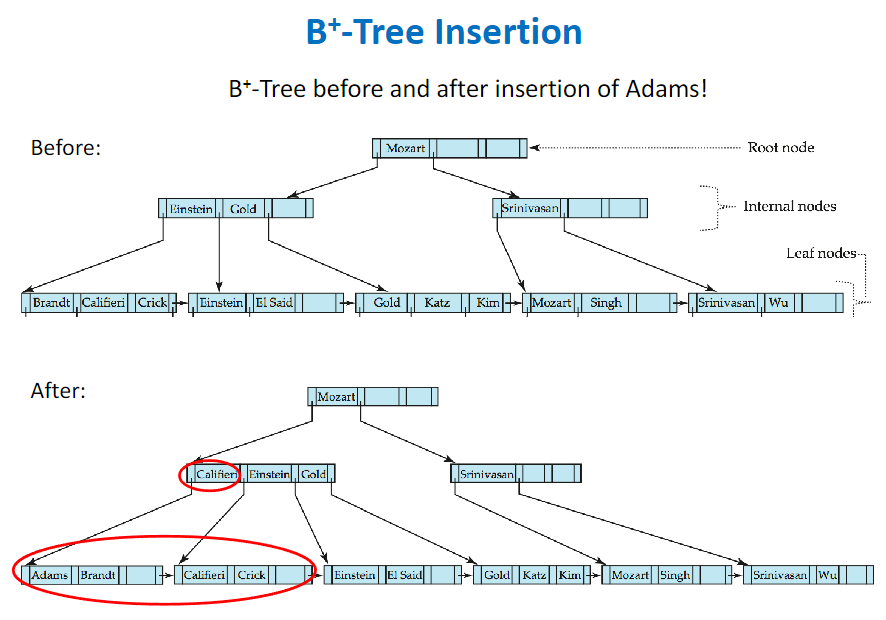 B+-Tree Insertion
B+-Tree before and after insertion of Adams!
Before:
Mozart
Root node
Einstein Gold
Srinivasan
Internal nodes
Leaf nodes
Brandt Califieri Crick Einstein El Said Gold Katz Kim Mozart Singh Srinivasan Wu
After:
Mozart
Califieri Einstein Gold
Srinivasan
Adams Brandt Califieri Crick Einstein El Said Gold Katz Kim Mozart Singh Srinivasan Wu